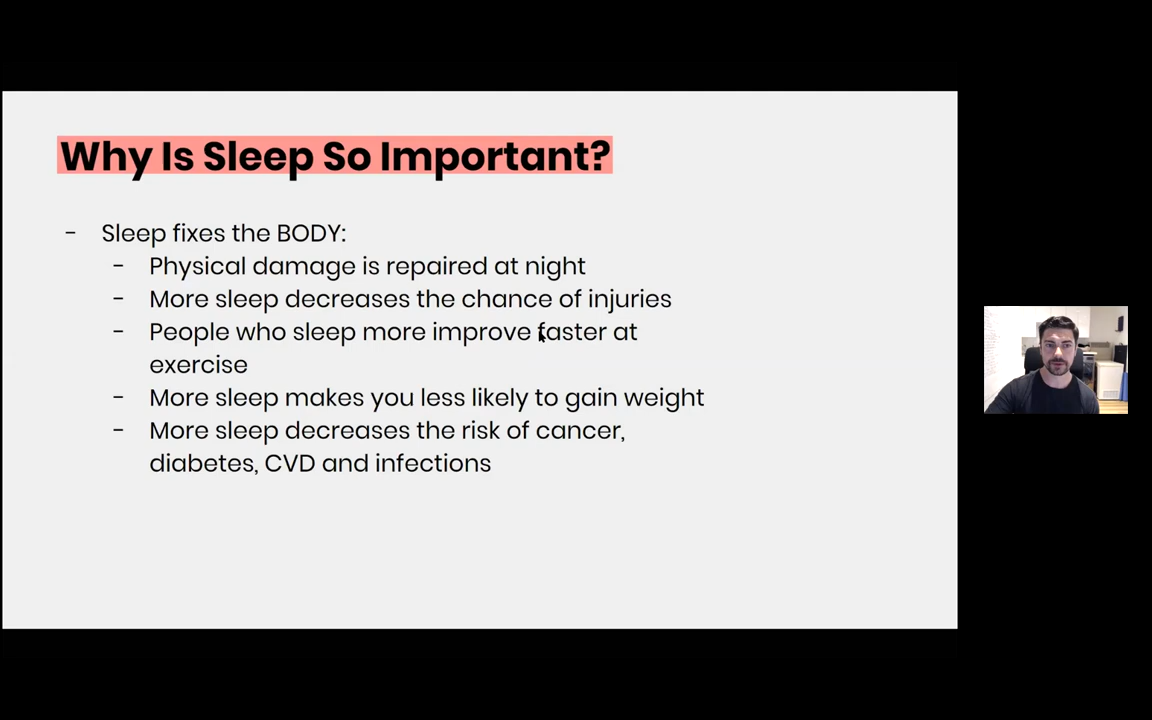 Why Is Sleep So Important?
- Sleep fixes the BODY:
- Physical damage is repaired at night
- More sleep decreases the chance of injuries
- People who sleep more improve faster at
exercise
- More sleep makes you less likely to gain weight
- More sleep decreases the risk of cancer,
diabetes, CVD and infections